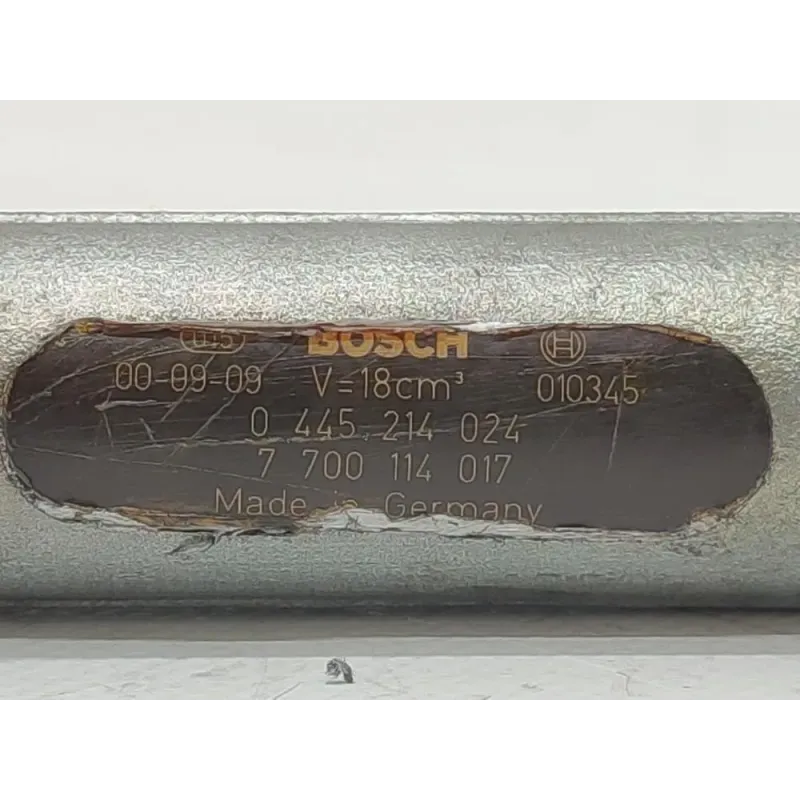 BOSCH
00-09-09 V=18cm³ 010345
0 445 214 024
7 700 114 017
Made in Germany